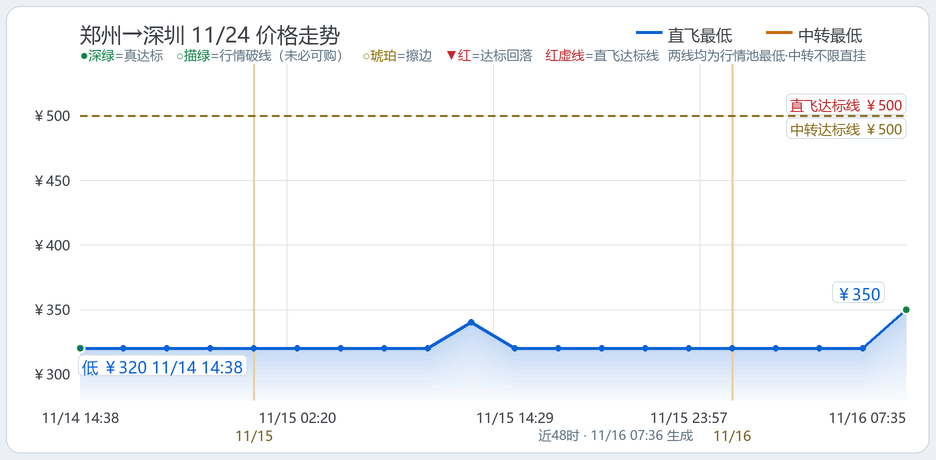 郑州→深圳 11/24 价格走势
直飞最低 中转最低
●深绿=真达标 ○描绿=行情破线（未必可购） ○琥珀=擦边 ▼红=达标回落 红虚线=直飞达标线 两线均为行情池最低·中转不限直挂
¥500
直飞达标线 ¥500
中转达标线 ¥500
¥450
¥400
¥350
¥350
¥300
低 ¥320 11/14 14:38
11/14 14:38 11/15 02:20 11/15 14:29 11/15 23:57 11/16 07:35
11/15 近48时 · 11/16 07:36 生成 11/16